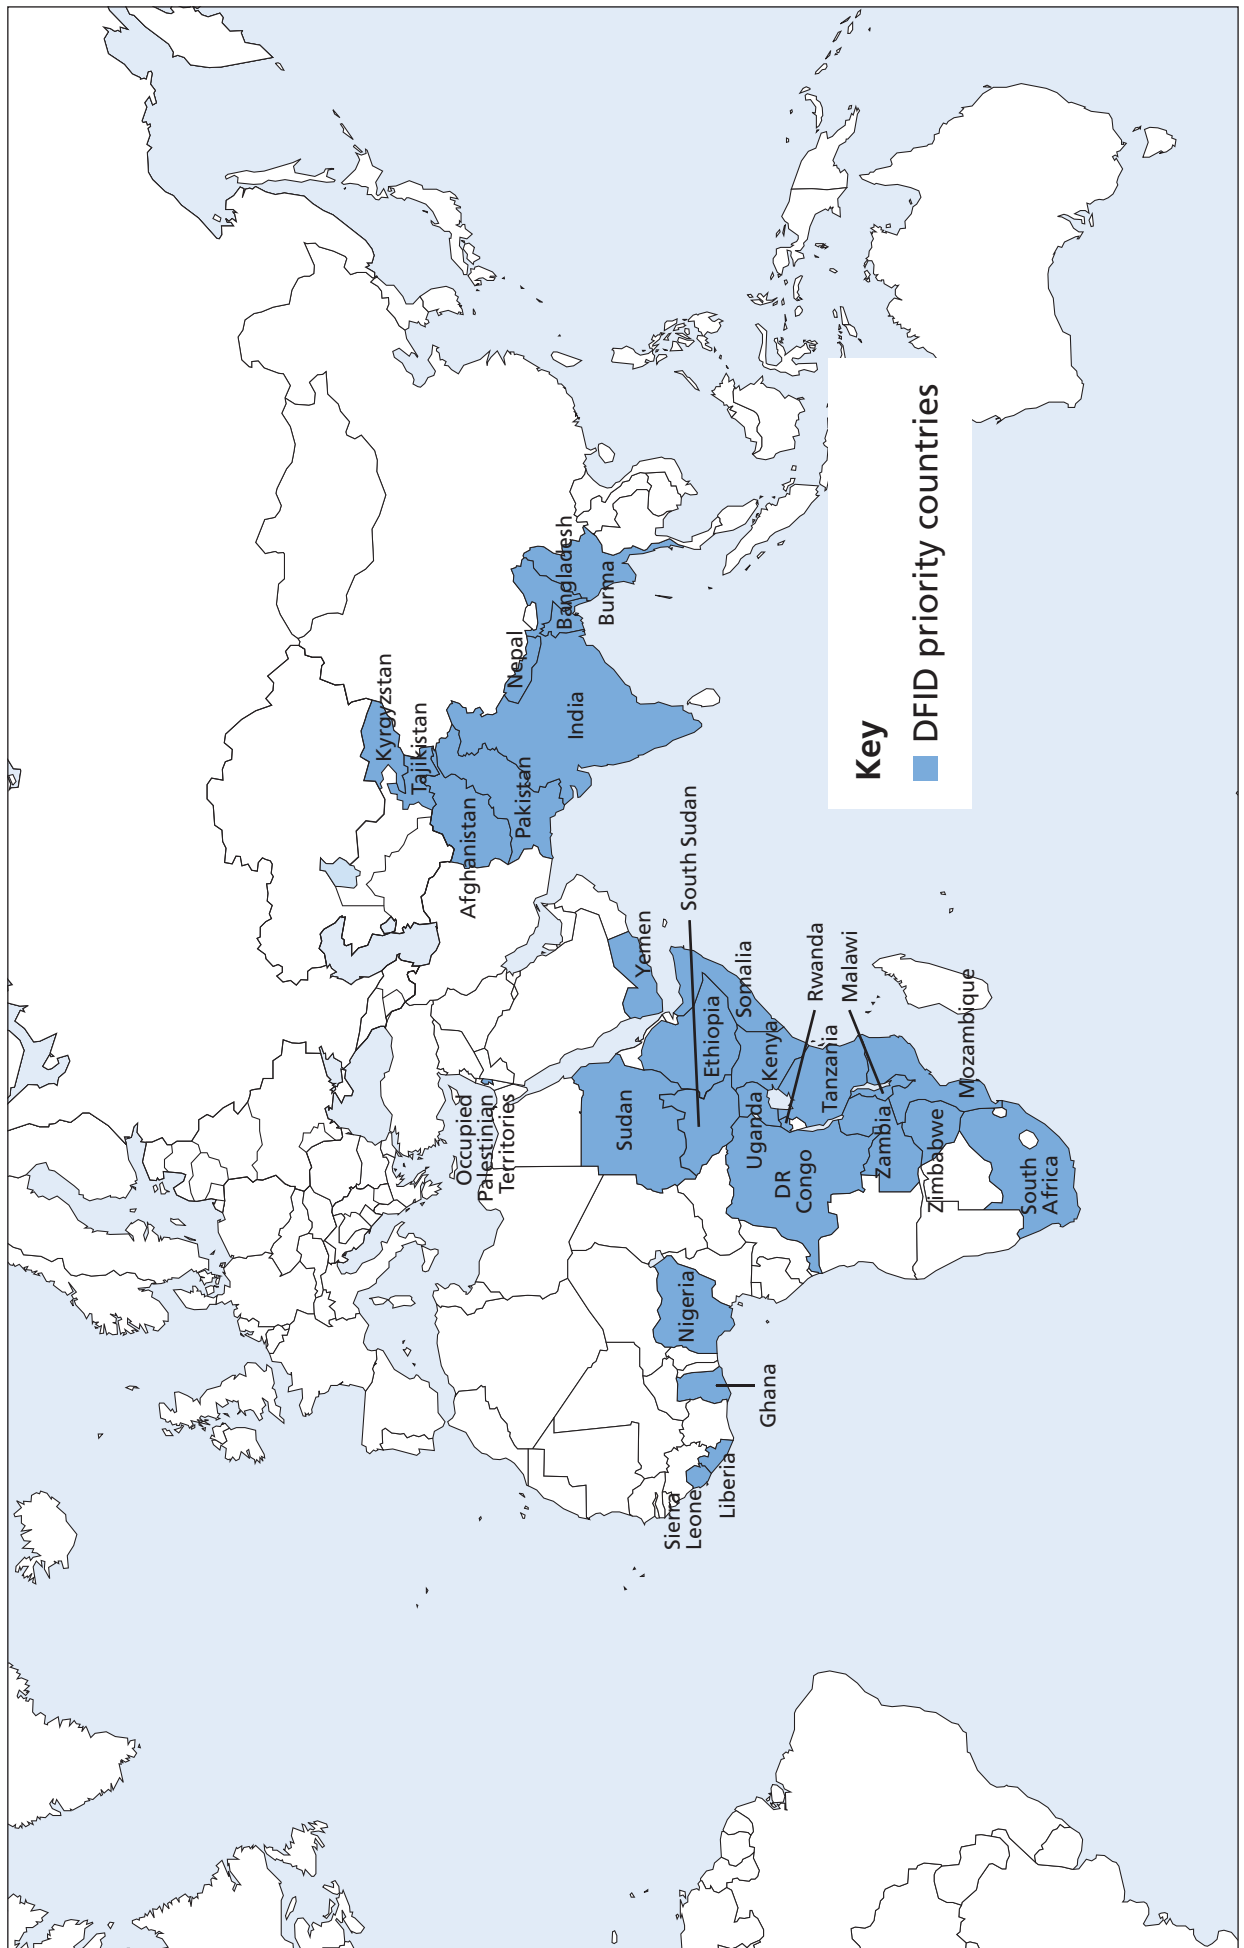 Kyrgyzstan
Tajikistan
Afghanistan
Pakistan
Nepal
India
Bangladesh
Burma
Occupied
Palestinian
Territories
Yemen
Sudan
South Sudan
Ethiopia
Somalia
Sierra
Leone
Liberia
Ghana
Nigeria
Uganda
Kenya
DR
Congo
Rwanda
Tanzania
Malawi
Zambia
Zimbabwe
Mozambique
South
Africa
Key
DFID priority countries